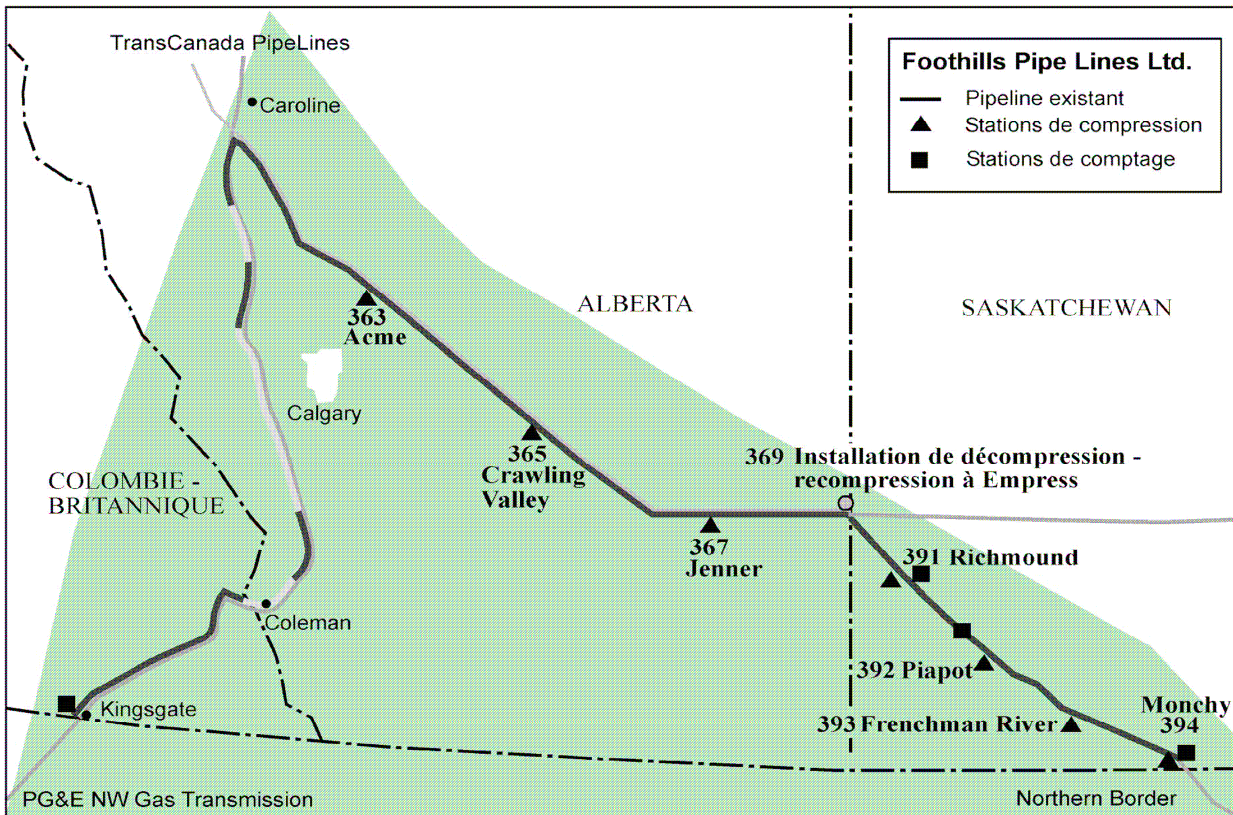 TransCanada PipeLines
Caroline
Foothills Pipe Lines Ltd.
Pipeline existant
Stations de compression
Stations de comptage
363
Acme
ALBERTA
SASKATCHEWAN
Calgary
365
Crawling
Valley
369 Installation de décompression -
recompression à Empress
COLOMBIE -
BRITANNIQUE
367
Jenner
391 Richmound
Coleman
392 Piapot
Kingsgate
393 Frenchman River
Monchy
394
PG&E NW Gas Transmission
Northern Border